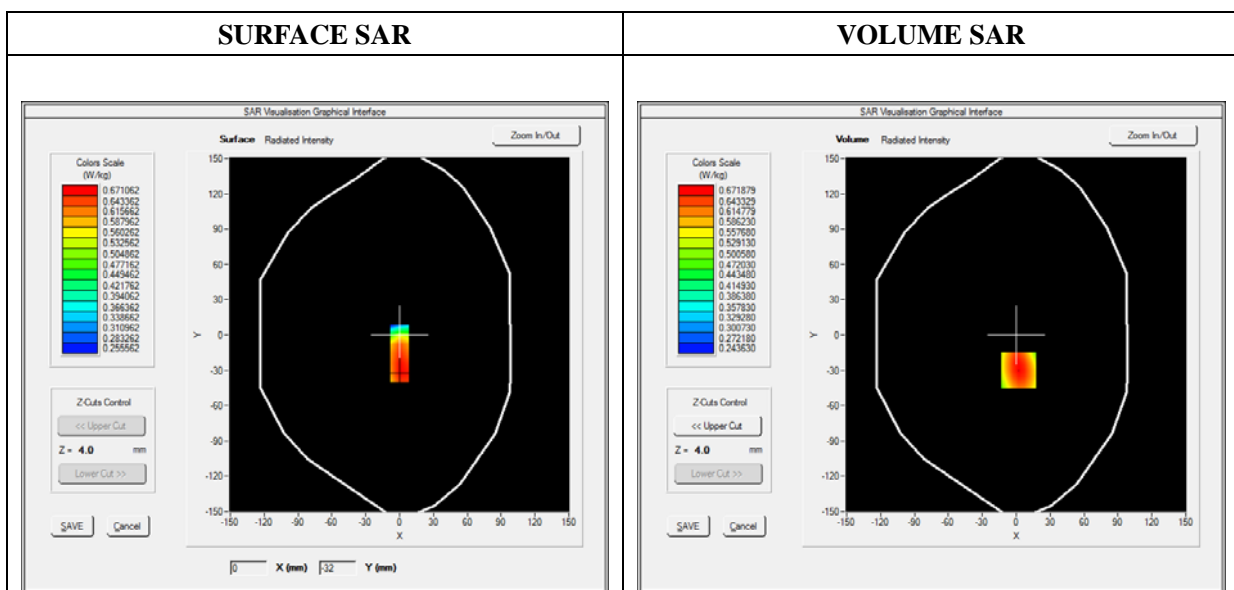 SURFACE SAR
VOLUME SAR
SAR Visualisation Graphical Interface
Surface Radiated Intensity
Zoom In/Out
Colors Scale
(W/kg)
0.671062
0.643362
0.615662
0.587962
0.560262
0.532562
0.504862
0.477162
0.449462
0.421762
0.394062
0.366362
0.338662
0.310962
0.283262
0.255562
150
120
90
60
30
0
-30
-60
-90
-120
-150
Y
-150 -120 -90 -60 -30 0 30 60 90 120 150
X
Z-Cuts Control
<< Upper Cut
Z = 4.0 mm
Lower Cut >>
SAVE Cancel
0 X (mm) -32 Y (mm)
SAR Visualisation Graphical Interface
Volume Radiated Intensity
Zoom In/Out
Colors Scale
(W/kg)
0.671879
0.643329
0.614779
0.586230
0.557680
0.529130
0.500580
0.472030
0.443480
0.414930
0.386380
0.357830
0.329280
0.300730
0.272180
0.243630
150
120
90
60
30
0
-30
-60
-90
-120
-150
Y
-150 -120 -90 -60 -30 0 30 60 90 120 150
X
Z-Cuts Control
<< Upper Cut
Z = 4.0 mm
Lower Cut >>
SAVE Cancel